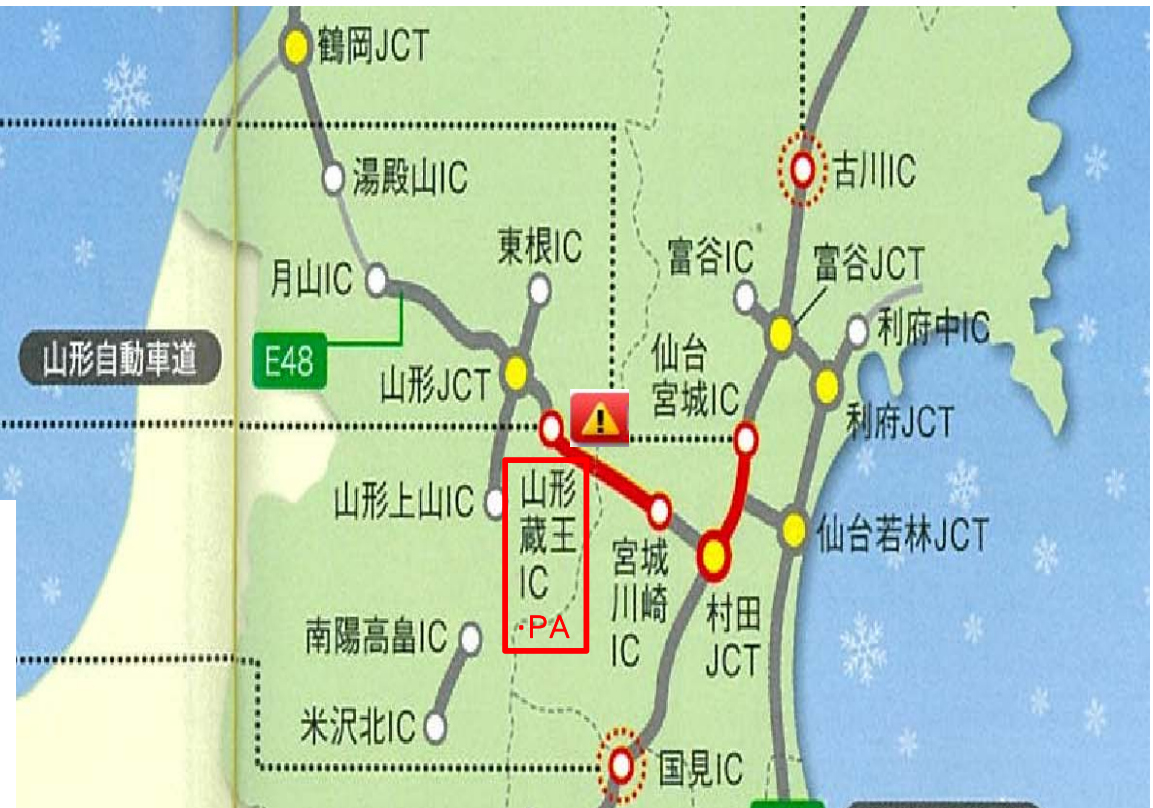 鶴岡JCT
湯殿山IC
古川IC
東根IC
富谷IC
富谷JCT
月山IC
利府中IC
山形自動車道
E48
山形JCT
仙台
宮城IC
利府JCT
山形上山IC
山形
蔵王
IC
・PA
宮城
川崎
IC
仙台若林JCT
村田
JCT
南陽高畠IC
米沢北IC
国見IC